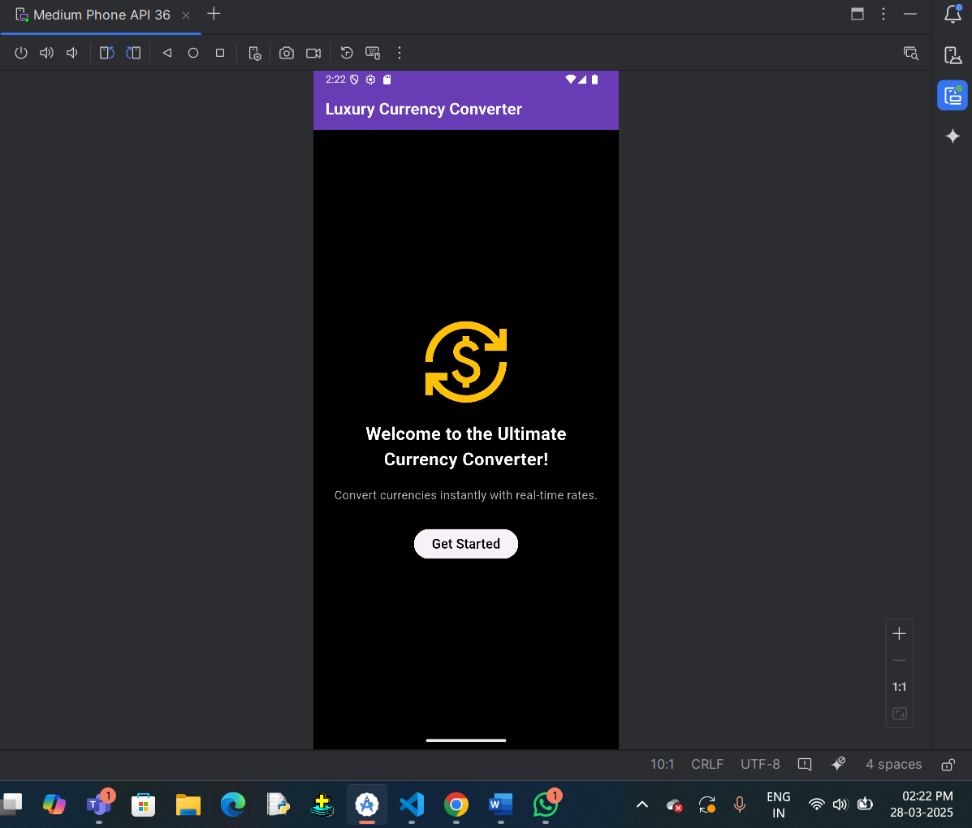 Medium Phone API 36
2:22
Luxury Currency Converter
$
Welcome to the Ultimate
Currency Converter!
Convert currencies instantly with real-time rates.
Get Started
1:1
10:1 CRLF UTF-8 4 spaces
1
W
1
ENG
IN
02:22 PM
28-03-2025